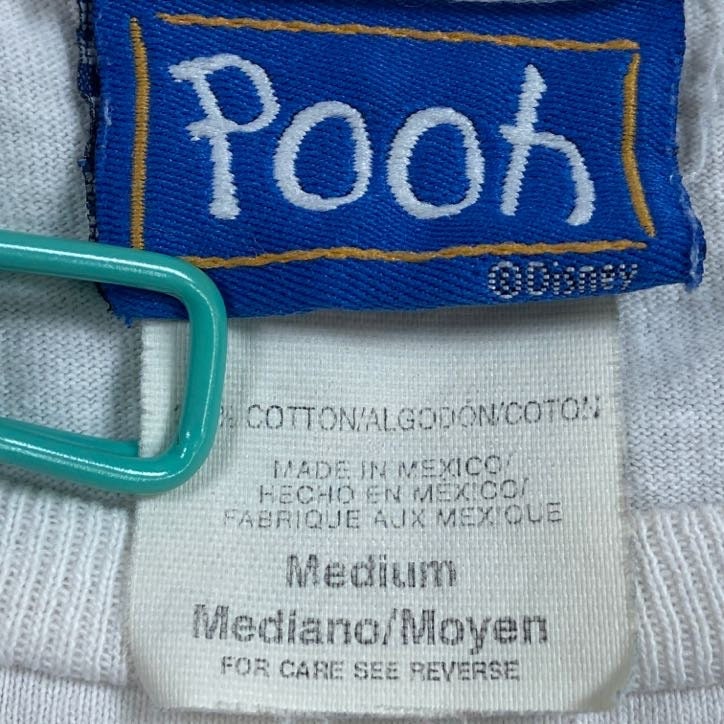 Pooh
©Disney
% COTTON/ALGODÓN/COTON
MADE IN MEXICO/
HECHO EN MEXICO/
FABRIQUE AUX MEXIQUE
Medium
Mediano/Moyen
FOR CARE SEE REVERSE